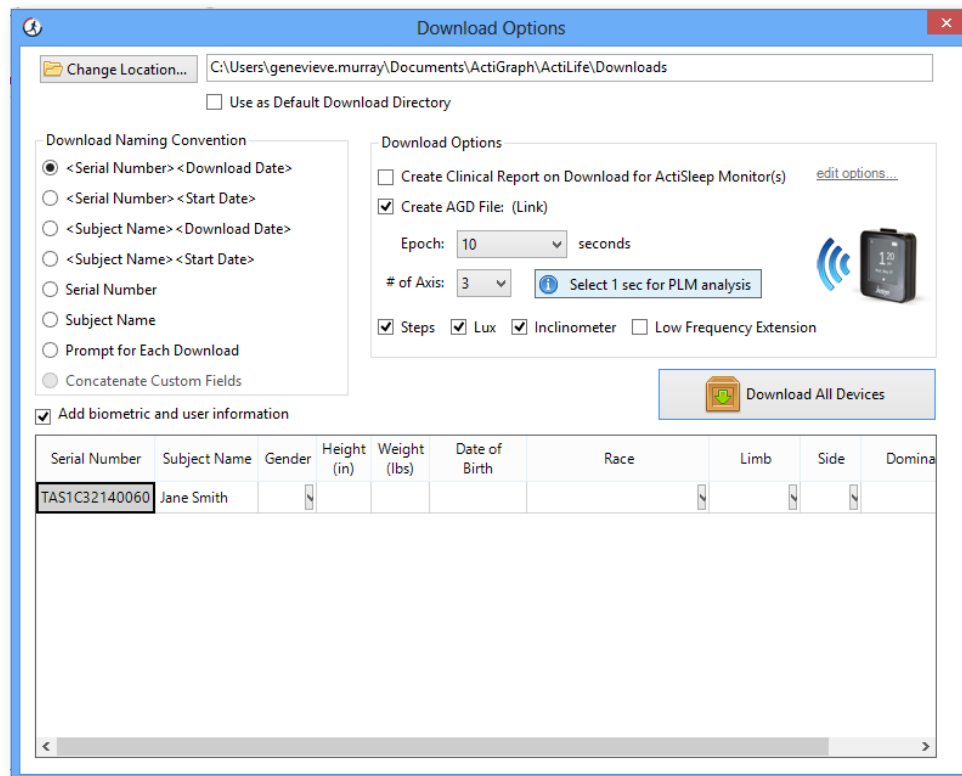 Download Options
Change Location... C:\Users\genevieve.murray\Documents\ActiGraph\ActiLife\Downloads
Use as Default Download Directory
Download Naming Convention
<Serial Number><Download Date>
<Serial Number><Start Date>
<Subject Name><Download Date>
<Subject Name><Start Date>
Serial Number
Subject Name
Prompt for Each Download
Concatenate Custom Fields
Download Options
Create Clinical Report on Download for ActiSleep Monitor(s) edit options...
Create AGD File: (Link)
Epoch: 10 seconds
# of Axis: 3 Select 1 sec for PLM analysis
Steps Lux Inclinometer Low Frequency Extension
1 20
Download All Devices
Add biometric and user information
Serial Number Subject Name Gender Height (in) Weight (lbs) Date of Birth Race Limb Side Domina
TAS1C32140060 Jane Smith